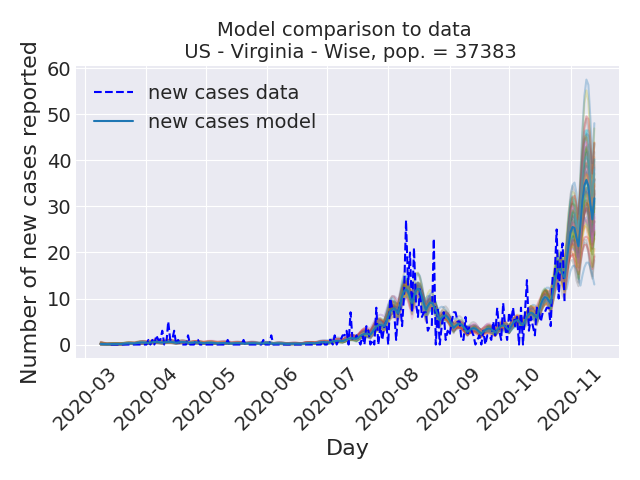 Model comparison to data
US - Virginia - Wise, pop. = 37383
Number of new cases reported
60
50
40
30
20
10
0
new cases data
new cases model
2020-03
2020-04
2020-05
2020-06
2020-07
2020-08
2020-09
2020-10
2020-11
Day